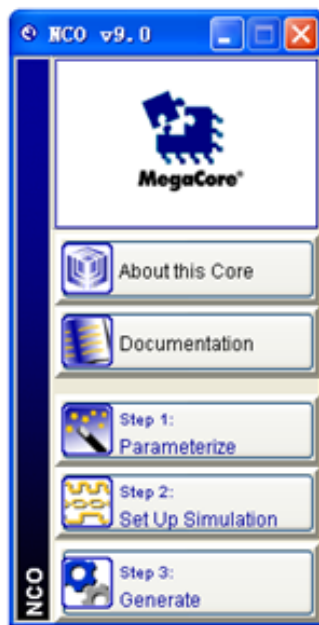 NCO v9.0
MegaCore®
About this Core
Documentation
Step 1:
Parameterize
Step 2:
Set Up Simulation
Step 3:
Generate
NCO